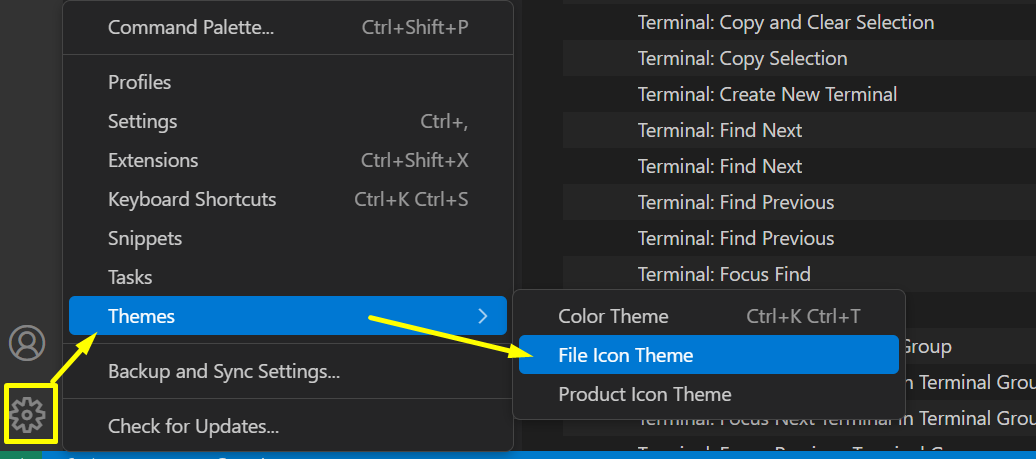 Command Palette... Ctrl+Shift+P
Profiles
Settings Ctrl+,
Extensions Ctrl+Shift+X
Keyboard Shortcuts Ctrl+K Ctrl+S
Snippets
Tasks
Themes
Backup and Sync Settings...
Check for Updates...
Color Theme Ctrl+K Ctrl+T
File Icon Theme
Product Icon Theme
Terminal: Copy and Clear Selection
Terminal: Copy Selection
Terminal: Create New Terminal
Terminal: Find Next
Terminal: Find Next
Terminal: Find Previous
Terminal: Find Previous
Terminal: Focus Find
Group
in Terminal Grou
Terminal: Focus Next Terminal in Terminal Grou